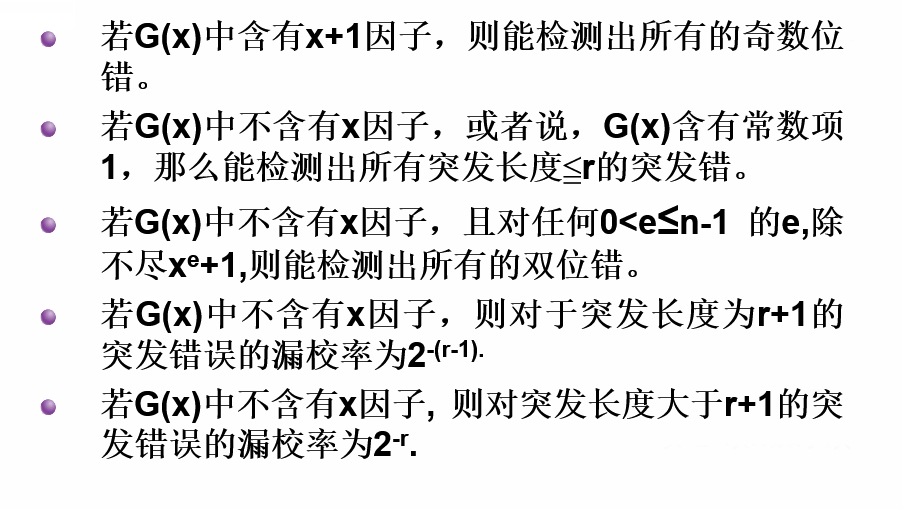 若G(x)中含有x+1因子，则能检测出所有的奇数位
错。
若G(x)中不含有x因子，或者说，G(x)含有常数项
1，那么能检测出所有突发长度≦r的突发错。
若G(x)中不含有x因子，且对任何0<e≤n-1 的e,除
不尽xᵉ+1,则能检测出所有的双位错。
若G(x)中不含有x因子，则对于突发长度为r+1的
突发错误的漏校率为2⁻⁽ʳ⁻¹⁾.
若G(x)中不含有x因子, 则对突发长度大于r+1的突
发错误的漏校率为2⁻ʳ.